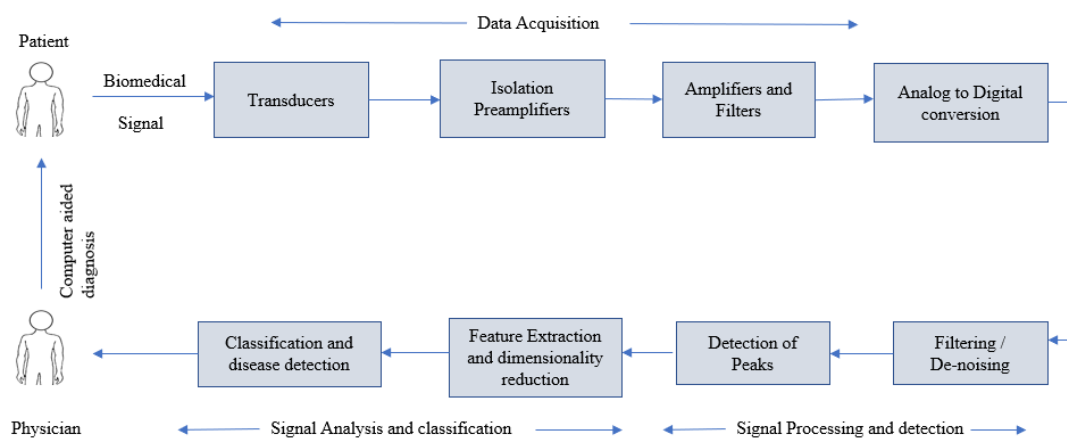 Data Acquisition
Patient
Biomedical
Signal
Transducers
Isolation
Preamplifiers
Amplifiers and
Filters
Analog to Digital
conversion
Computer aided
diagnosis
Classification and
disease detection
Feature Extraction
and dimensionality
reduction
Detection of
Peaks
Filtering /
De-noising
Physician
Signal Analysis and classification
Signal Processing and detection